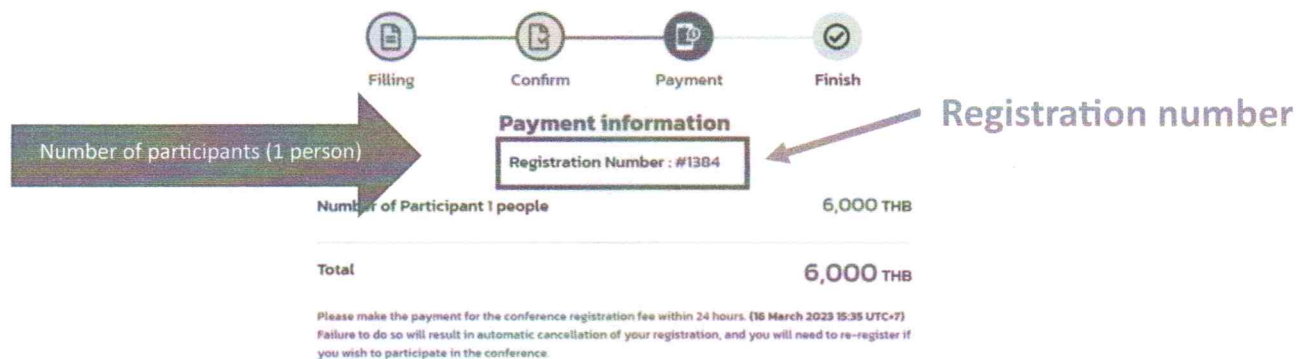 Filling
Confirm
Payment
Finish
Payment information
Registration number
Number of participants (1 person)
Registration Number : #1384
Number of Participant 1 people
6,000 THB
Total
6,000 THB
Please make the payment for the conference registration fee within 24 hours. (16 March 2023 15:35 UTC+7)
Failure to do so will result in automatic cancellation of your registration, and you will need to re-register if
you wish to participate in the conference.